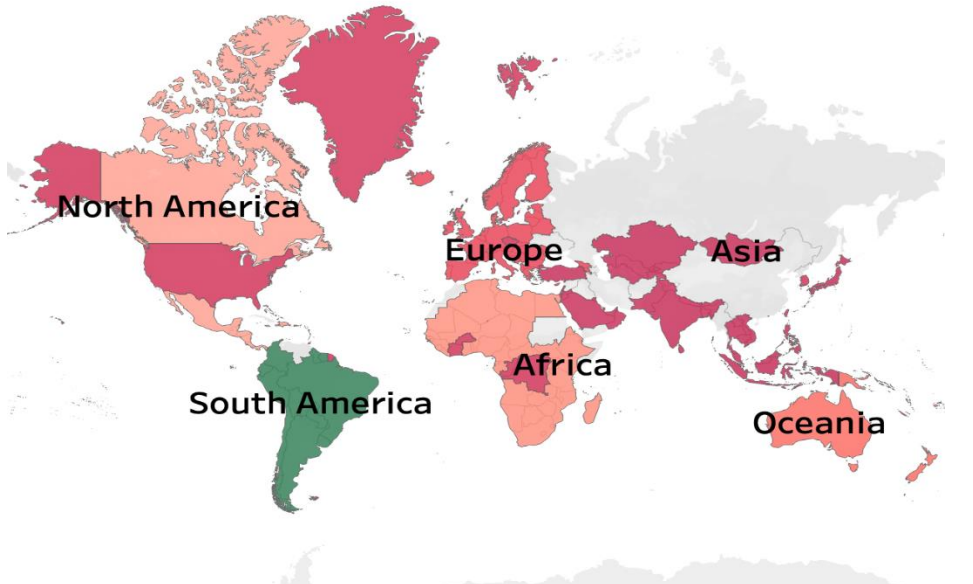 North America
Europe
Asia
Africa
South America
Oceania